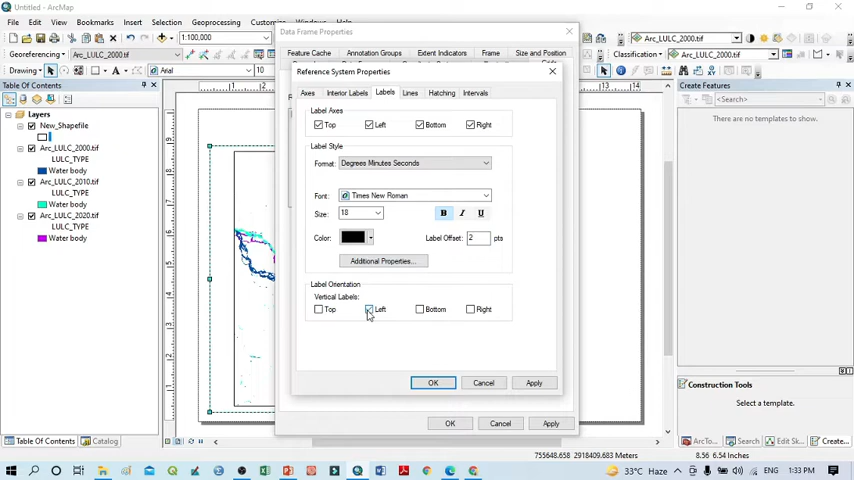 Untitled - ArcMap
File Edit View Bookmarks Insert Selection Geoprocessing Customize
1:100,000
Georeferencing Arc_LULC_2000.tif
Arc_LULC_2000.tif
Classification Arc_LULC_2000.tif
Drawing A Arial 10
Table Of Contents
Layers
New_Shapefile
Arc_LULC_2000.tif
LULC_TYPE
Water body
Arc_LULC_2010.tif
LULC_TYPE
Water body
Arc_LULC_2020.tif
LULC_TYPE
Water body
Table Of Contents Catalog
Data Frame Properties
Feature Cache Annotation Groups Extent Indicators Frame Size and Position
Reference System Properties
Axes Interior Labels Labels Lines Hatching Intervals
Label Axes
Top Left Bottom Right
Label Style
Format: Degrees Minutes Seconds
Font: Times New Roman
Size: 18 B I U
Color: Label Offset: 2 pts
Additional Properties...
Label Orientation
Vertical Labels:
Top Left Bottom Right
OK Cancel Apply
OK Cancel Apply
Create Features
<Search>
There are no templates to show.
Construction Tools
Select a template.
ArcTo... Search Edit Sk... Create...
755648.658 2918409.683 Meters 8.56 6.54 Inches
33°C Haze ENG 1:33 PM